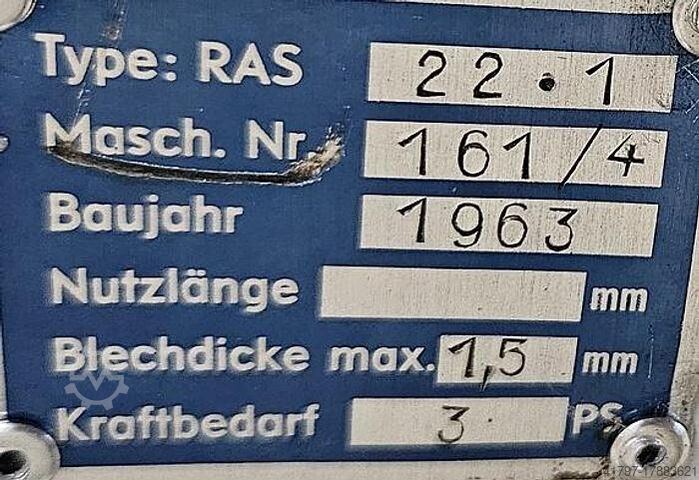 Type: RAS 22.1
Masch. Nr 161/4
Baujahr 1963
Nutzlänge mm
Blechdicke max. 1,5 mm
Kraftbedarf 3 PS